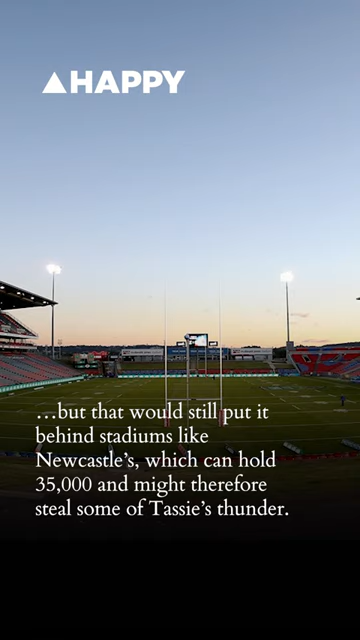 HAPPY
…but that would still put it
behind stadiums like
Newcastle’s, which can hold
35,000 and might therefore
steal some of Tassie’s thunder.